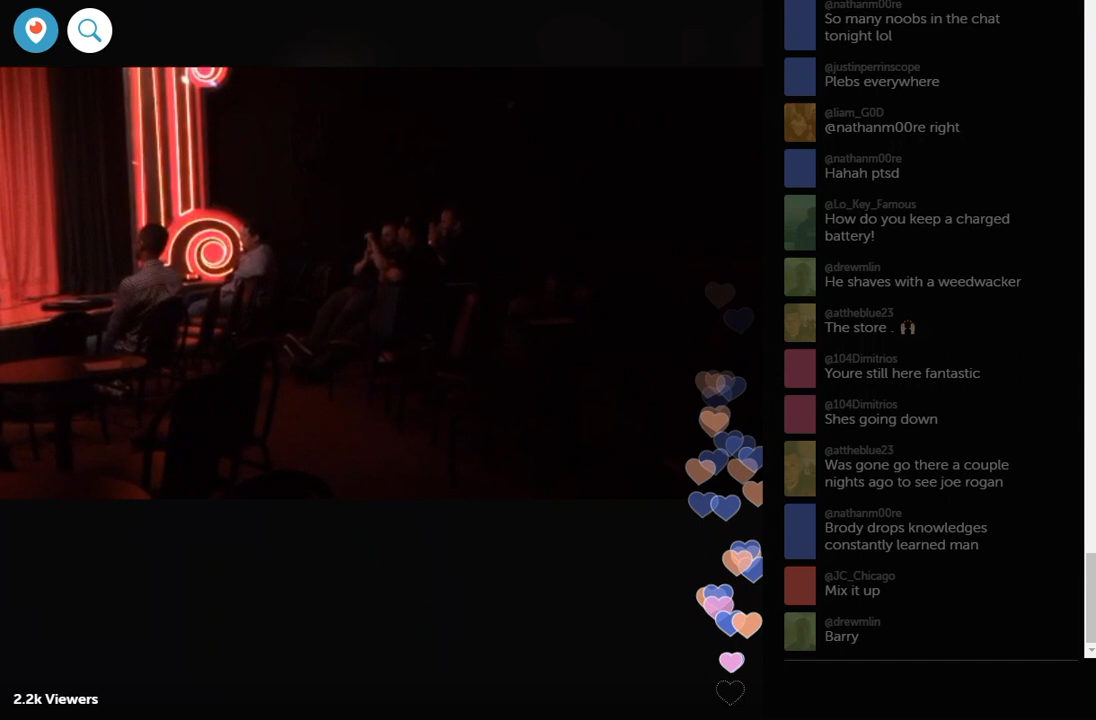 @nathanm00re
So many noobs in the chat
tonight lol
@justinperrinscope
Plebs everywhere
@liam_G0D
@nathanm00re right
@nathanm00re
Hahah ptsd
@Lo_Key_Famous
How do you keep a charged
battery!
@drewmlin
He shaves with a weedwacker
@attheblue23
The store . 🙌🏾
@104Dimitrios
Youre still here fantastic
@104Dimitrios
Shes going down
@attheblue23
Was gone go there a couple
nights ago to see joe rogan
@nathanm00re
Brody drops knowledges
constantly learned man
@JC_Chicago
Mix it up
@drewmlin
Barry
2.2k Viewers